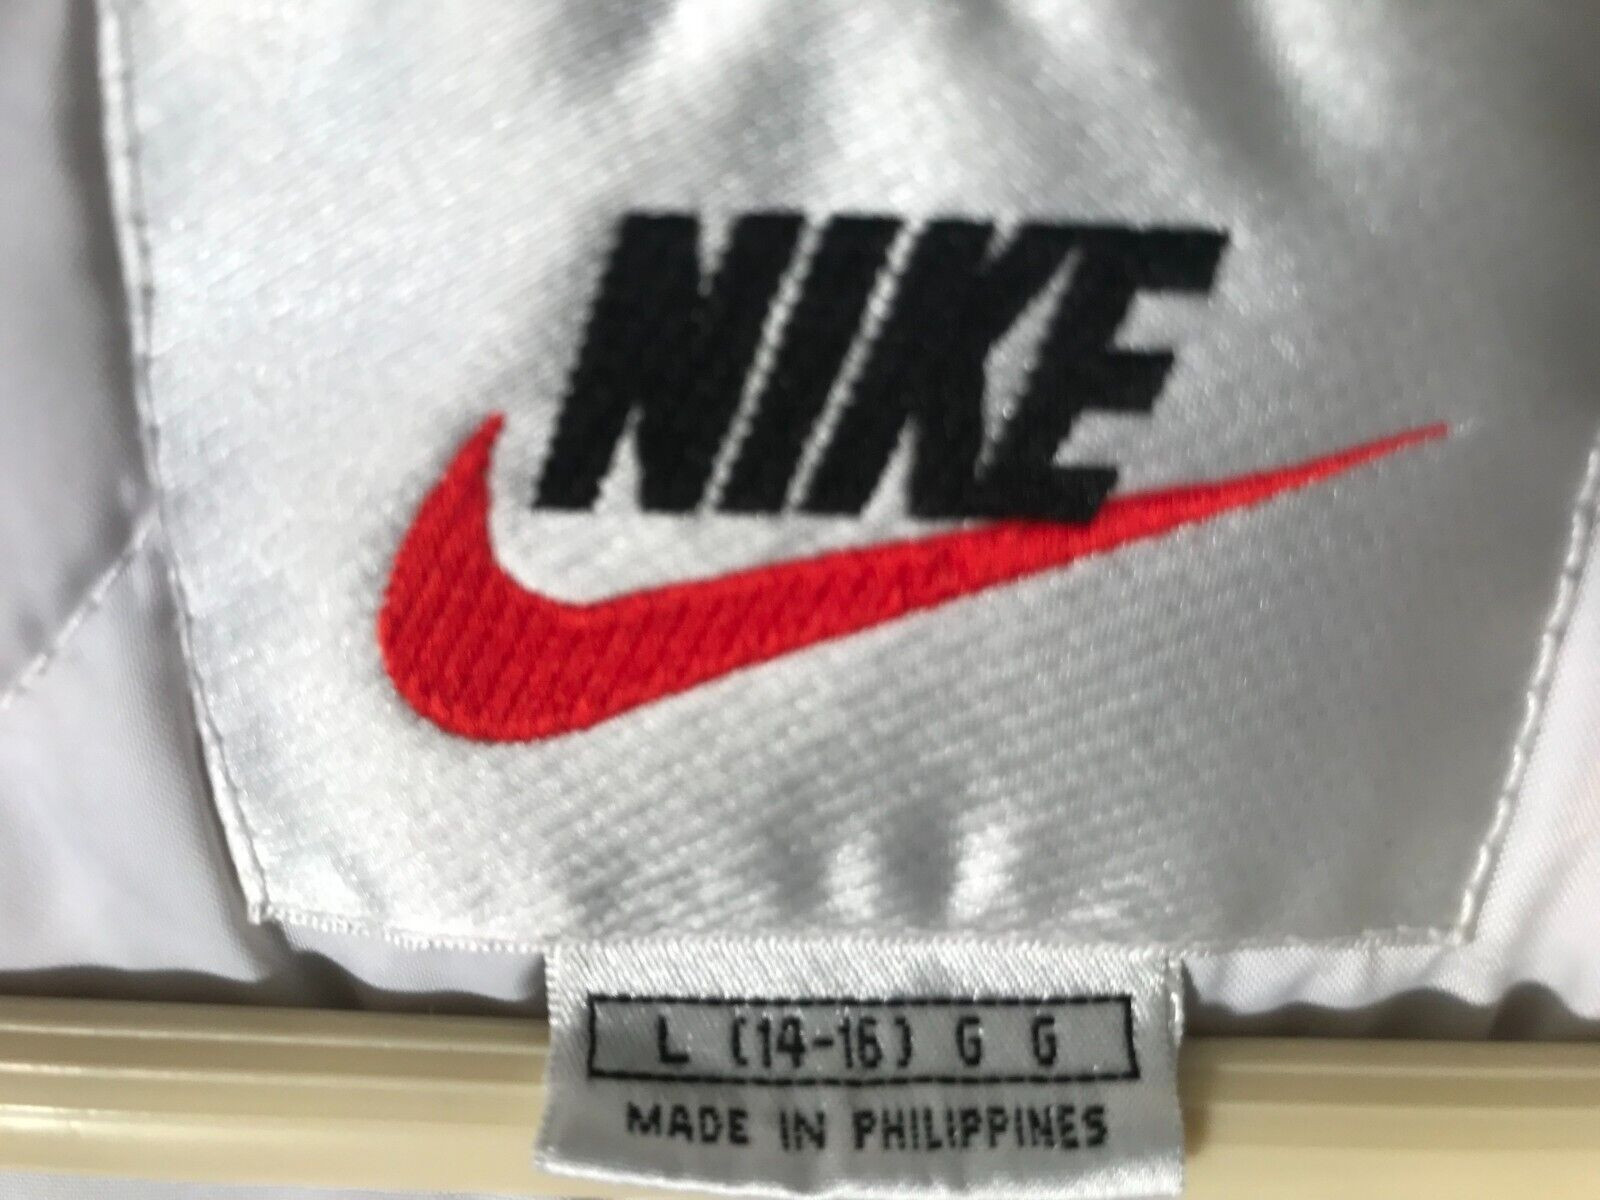 NIKE
L (14-16) G G
MADE IN PHILIPPINES